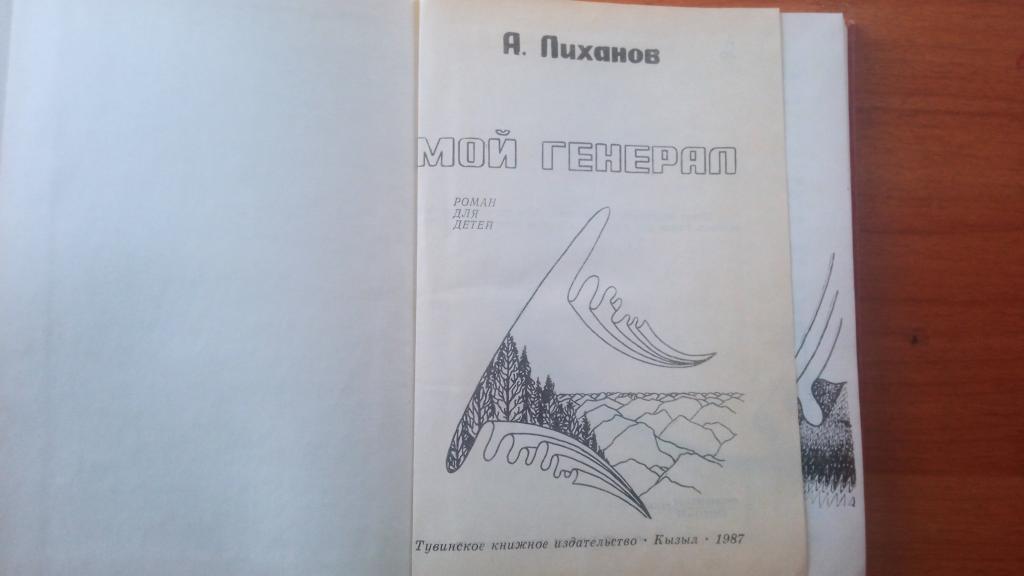 А. Лиханов
МОЙ ГЕНЕРАЛ
РОМАН
ДЛЯ
ДЕТЕЙ
Тувинское книжное издательство • Кызыл • 1987